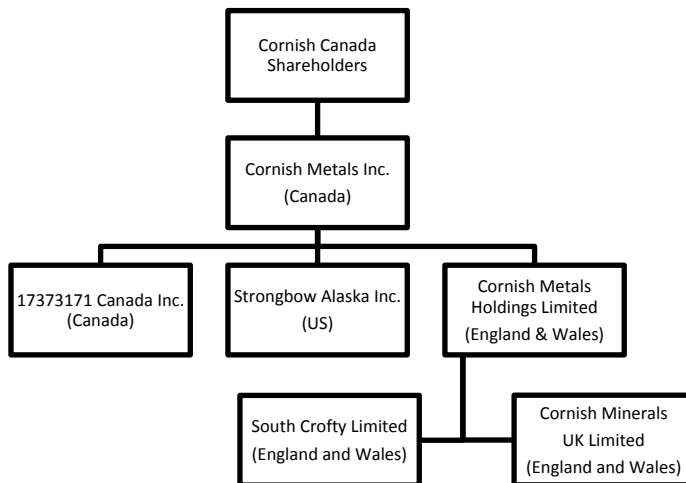 Cornish Canada
Shareholders
Cornish Metals Inc.
(Canada)
17373171 Canada Inc.
(Canada)
Strongbow Alaska Inc.
(US)
Cornish Metals
Holdings Limited
(England & Wales)
South Crofty Limited
(England and Wales)
Cornish Minerals
UK Limited
(England and Wales)